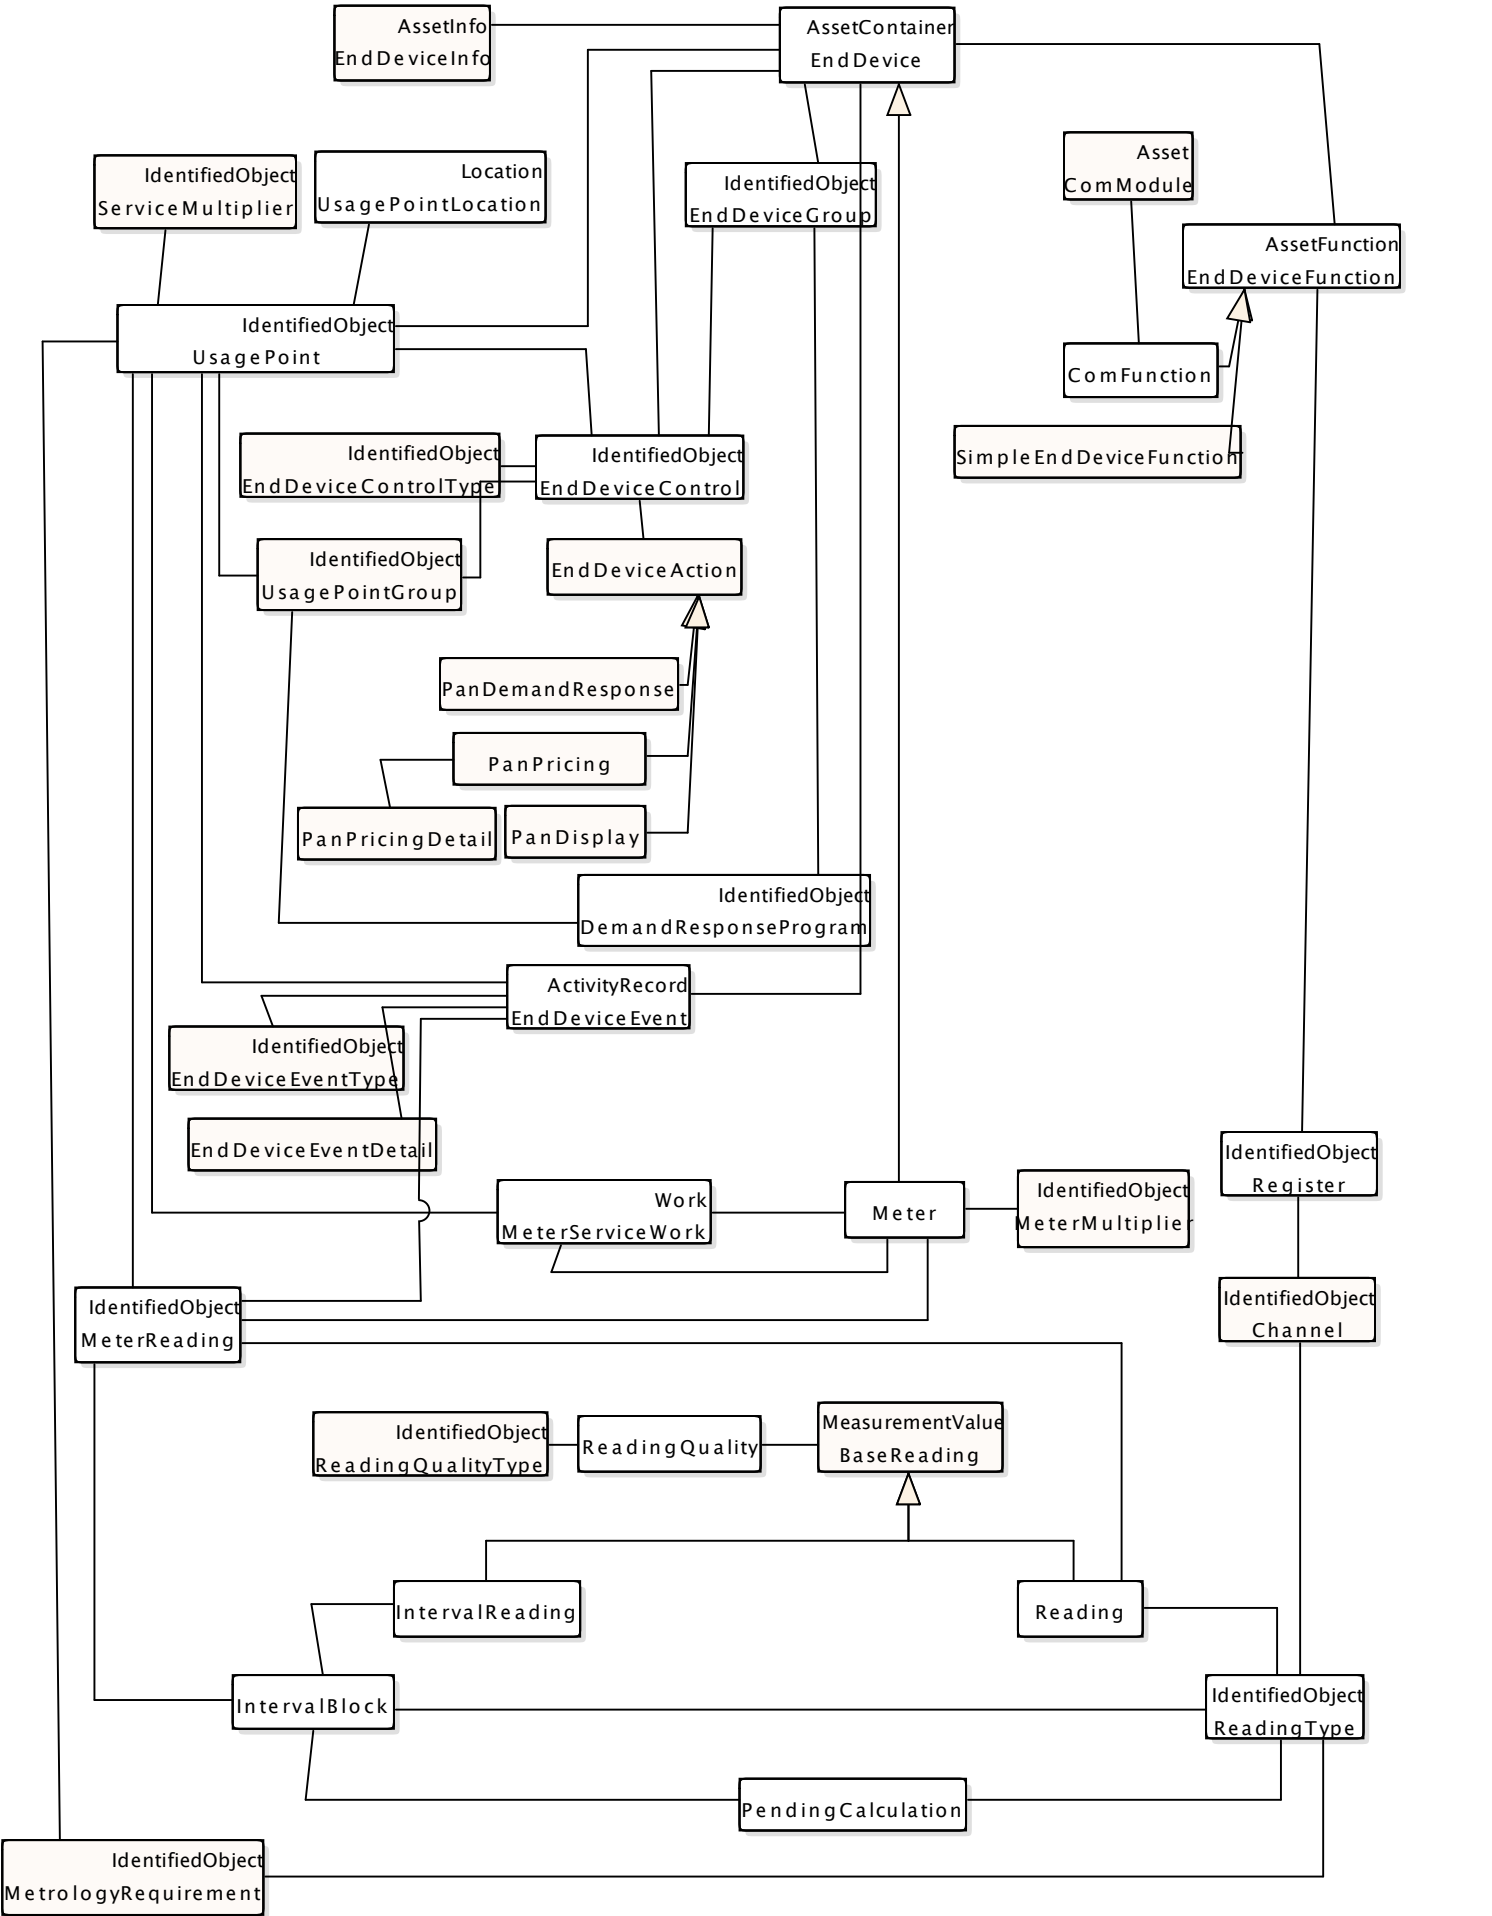 AssetInfo
EndDeviceInfo
AssetContainer
EndDevice
Asset
ComModule
IdentifiedObject
ServiceMultiplier
Location
UsagePointLocation
IdentifiedObject
EndDeviceGroup
AssetFunction
EndDeviceFunction
IdentifiedObject
UsagePoint
ComFunction
IdentifiedObject
EndDeviceControlType
IdentifiedObject
EndDeviceControl
SimpleEndDeviceFunction
IdentifiedObject
UsagePointGroup
EndDeviceAction
PanDemandResponse
PanPricing
PanPricingDetail
PanDisplay
IdentifiedObject
DemandResponseProgram
ActivityRecord
EndDeviceEvent
IdentifiedObject
EndDeviceEventType
EndDeviceEventDetail
IdentifiedObject
Register
Work
MeterServiceWork
Meter
IdentifiedObject
MeterMultiplier
IdentifiedObject
MeterReading
IdentifiedObject
Channel
IdentifiedObject
ReadingQualityType
ReadingQuality
MeasurementValue
BaseReading
IntervalReading
Reading
IntervalBlock
IdentifiedObject
ReadingType
PendingCalculation
IdentifiedObject
MetrologyRequirement